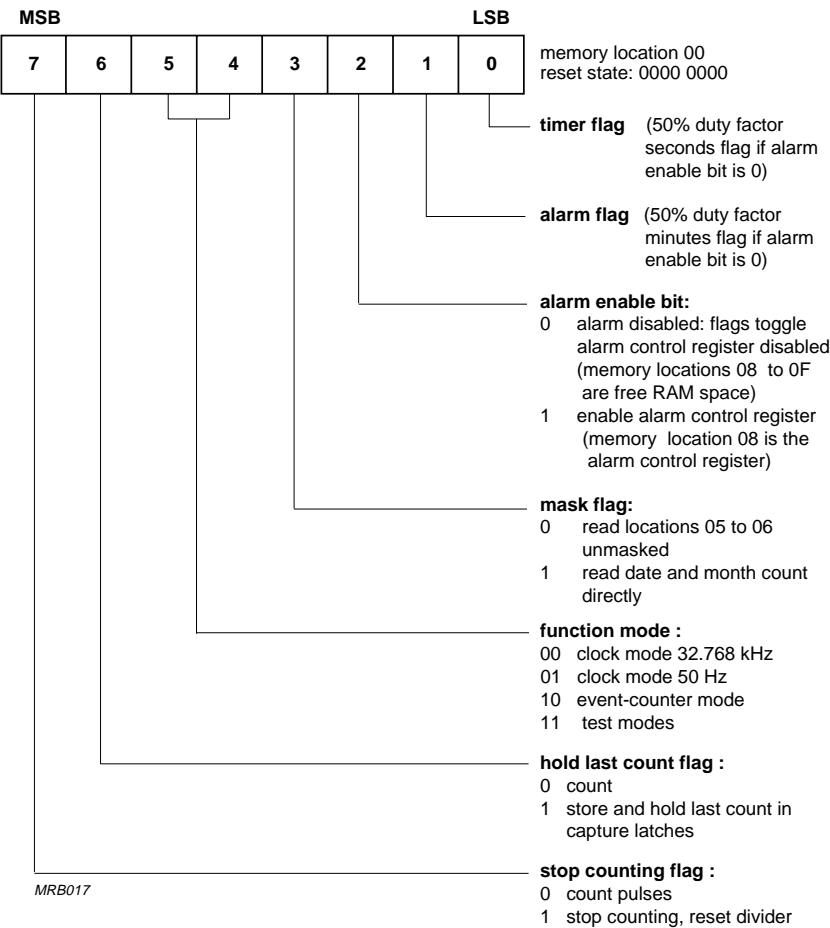 MSB LSB
7 6 5 4 3 2 1 0
memory location 00
reset state: 0000 0000
timer flag (50% duty factor
seconds flag if alarm
enable bit is 0)
alarm flag (50% duty factor
minutes flag if alarm
enable bit is 0)
alarm enable bit:
0 alarm disabled: flags toggle
alarm control register disabled
(memory locations 08 to 0F
are free RAM space)
1 enable alarm control register
(memory location 08 is the
alarm control register)
mask flag:
0 read locations 05 to 06
unmasked
1 read date and month count
directly
function mode :
00 clock mode 32.768 kHz
01 clock mode 50 Hz
10 event-counter mode
11 test modes
hold last count flag :
0 count
1 store and hold last count in
capture latches
stop counting flag :
0 count pulses
1 stop counting, reset divider
MRB017